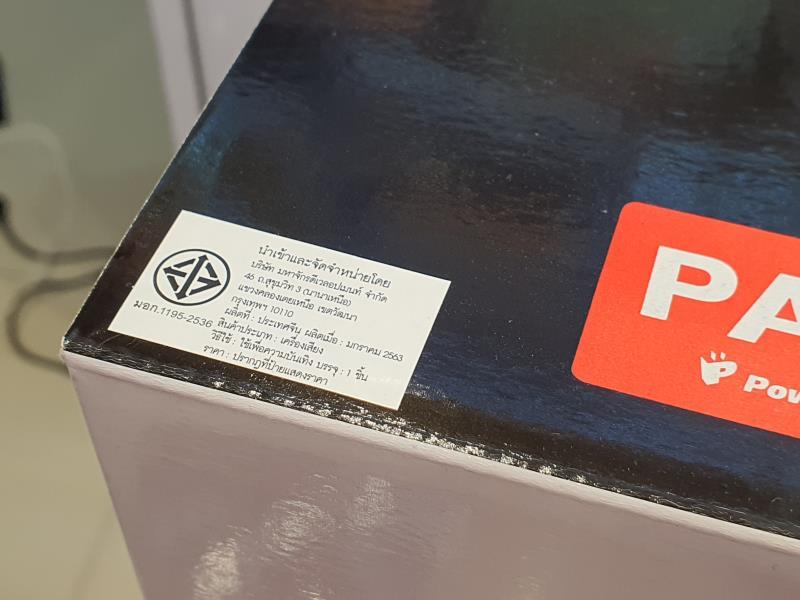 นำเข้าและจัดจำหน่ายโดย
บริษัท มหาจักรดีเวลอปเมนท์ จำกัด
46 ถ.สุขุมวิท 3 (นานาเหนือ)
แขวงคลองเตยเหนือ เขตวัฒนา
กรุงเทพฯ 10110
ผลิตที่ : ประเทศจีน ผลิตเมื่อ : มกราคม 2563
มอก.1195-2536
สินค้าประเภท : เครื่องเสียง
วิธีใช้ : ใช้เพื่อความบันเทิง บรรจุ : 1 ชิ้น
ราคา : ปรากฏที่ป้ายแสดงราคา
PA
Pow